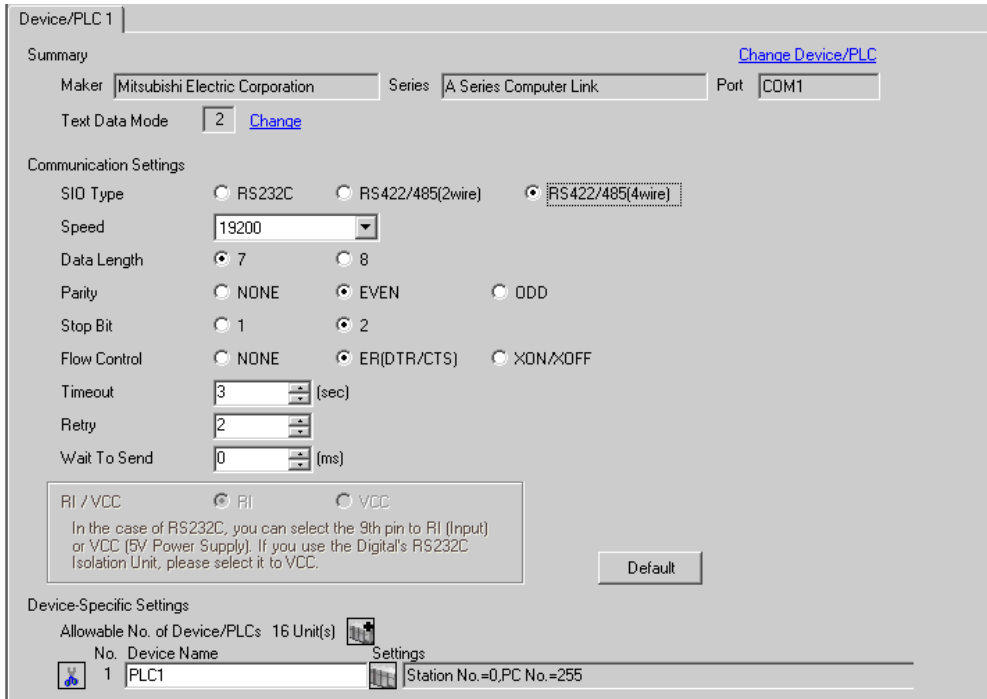 Device/PLC 1
Summary
Change Device/PLC
Maker Mitsubishi Electric Corporation Series A Series Computer Link Port COM1
Text Data Mode 2 Change
Communication Settings
SIO Type RS232C RS422/485(2wire) RS422/485(4wire)
Speed 19200
Data Length 7 8
Parity NONE EVEN ODD
Stop Bit 1 2
Flow Control NONE ER(DTR/CTS) XON/XOFF
Timeout 3 (sec)
Retry 2
Wait To Send 0 (ms)
RI / VCC RI VCC
In the case of RS232C, you can select the 9th pin to RI (Input)
or VCC (5V Power Supply). If you use the Digital's RS232C
Isolation Unit, please select it to VCC.
Default
Device-Specific Settings
Allowable No. of Device/PLCs 16 Unit(s)
No. Device Name Settings
1 PLC1 Station No.=0,PC No.=255